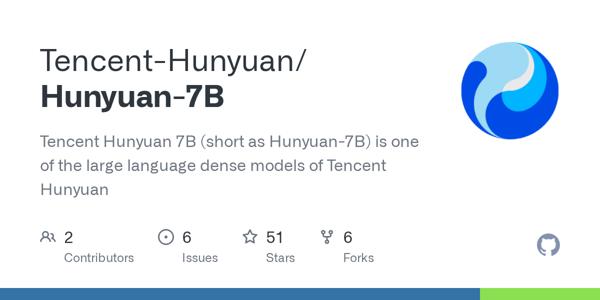 Tencent-Hunyuan/
Hunyuan-7B
Tencent Hunyuan 7B (short as Hunyuan-7B) is one
of the large language dense models of Tencent
Hunyuan
2 6 51 6
Contributors Issues Stars Forks